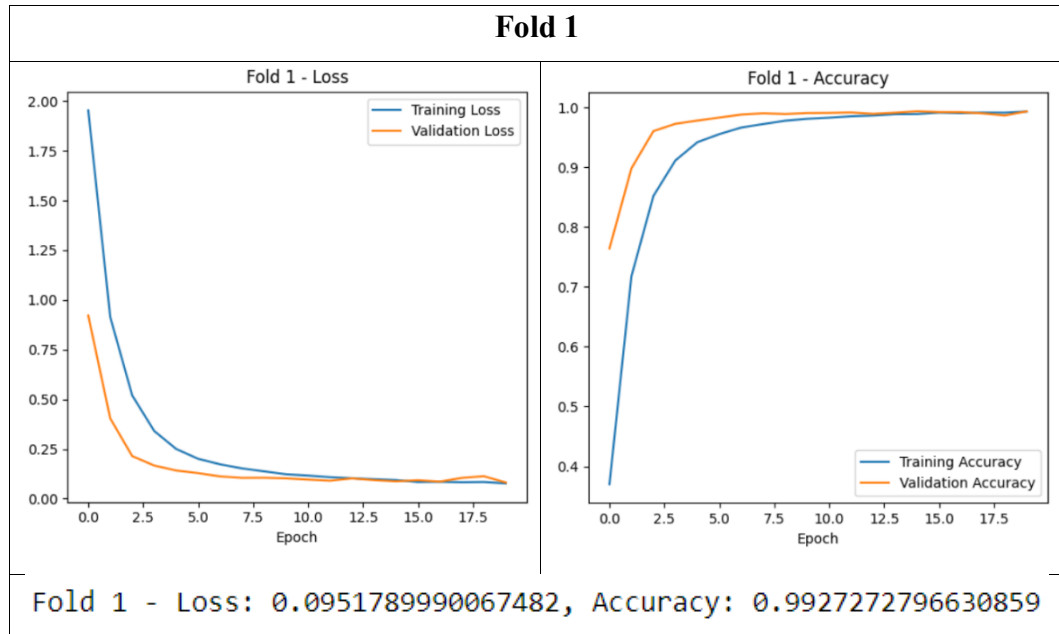 Fold 1
Fold 1 - Loss
2.00
1.75
1.50
1.25
1.00
0.75
0.50
0.25
0.00
Training Loss
Validation Loss
0.0 2.5 5.0 7.5 10.0 12.5 15.0 17.5
Epoch
Fold 1 - Accuracy
1.0
0.9
0.8
0.7
0.6
0.5
0.4
Training Accuracy
Validation Accuracy
0.0 2.5 5.0 7.5 10.0 12.5 15.0 17.5
Epoch
Fold 1 - Loss: 0.0951789990067482, Accuracy: 0.9927272796630859